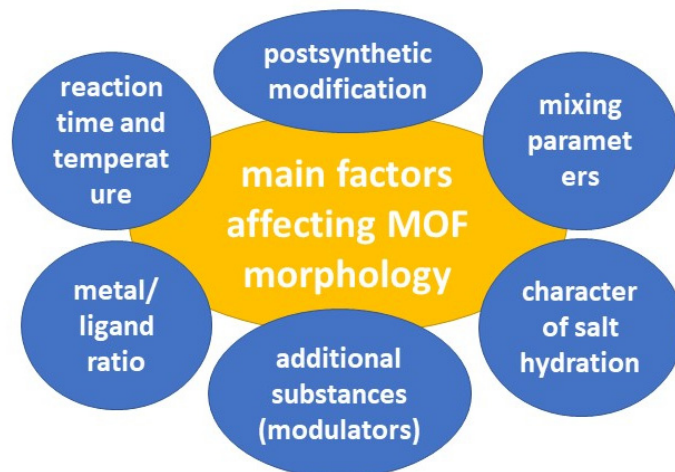 postsynthetic
modification
reaction
time and
temperat
ure
mixing
paramet
ers
main factors
affecting MOF
morphology
metal/
ligand
ratio
character
of salt
hydration
additional
substances
(modulators)